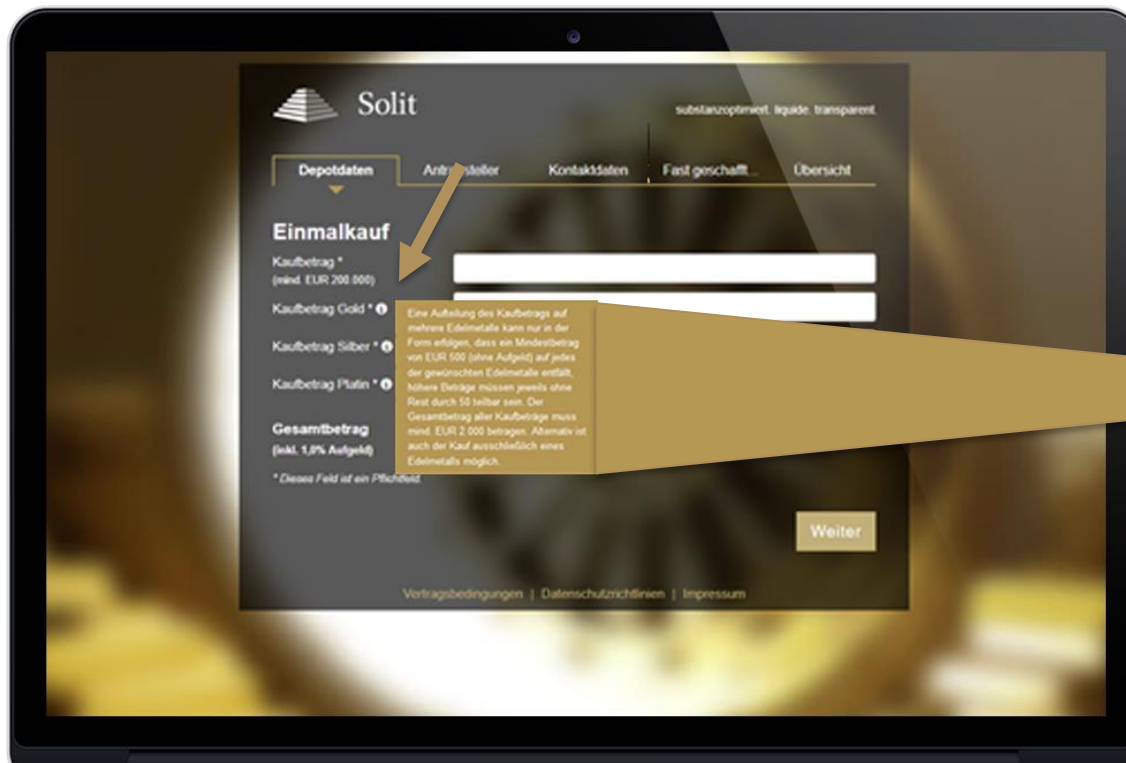 Solit
substanzoptimiert. liquide. transparent.
Depotdaten Antragsteller Kontaktdaten Fast geschafft... Übersicht
Einmalkauf
Kaufbetrag *
(mind. EUR 200.000)
Kaufbetrag Gold *
Kaufbetrag Silber *
Kaufbetrag Platin *
Eine Aufteilung des Kaufbetrags auf
mehrere Edelmetalle kann nur in der
Form erfolgen, dass ein Mindestbetrag
von EUR 500 (ohne Aufgeld) auf jedes
der gewünschten Edelmetalle entfällt,
höhere Beträge müssen jeweils ohne
Rest durch 50 teilbar sein. Der
Gesamtbetrag aller Kaufbeträge muss
mind. EUR 2.000 betragen. Alternativ ist
auch der Kauf ausschließlich eines
Edelmetalls möglich.
Gesamtbetrag
(inkl. 1,0% Aufgeld)
* Dieses Feld ist ein Pflichtfeld.
Weiter
Vertragsbedingungen | Datenschutzrichtlinien | Impressum